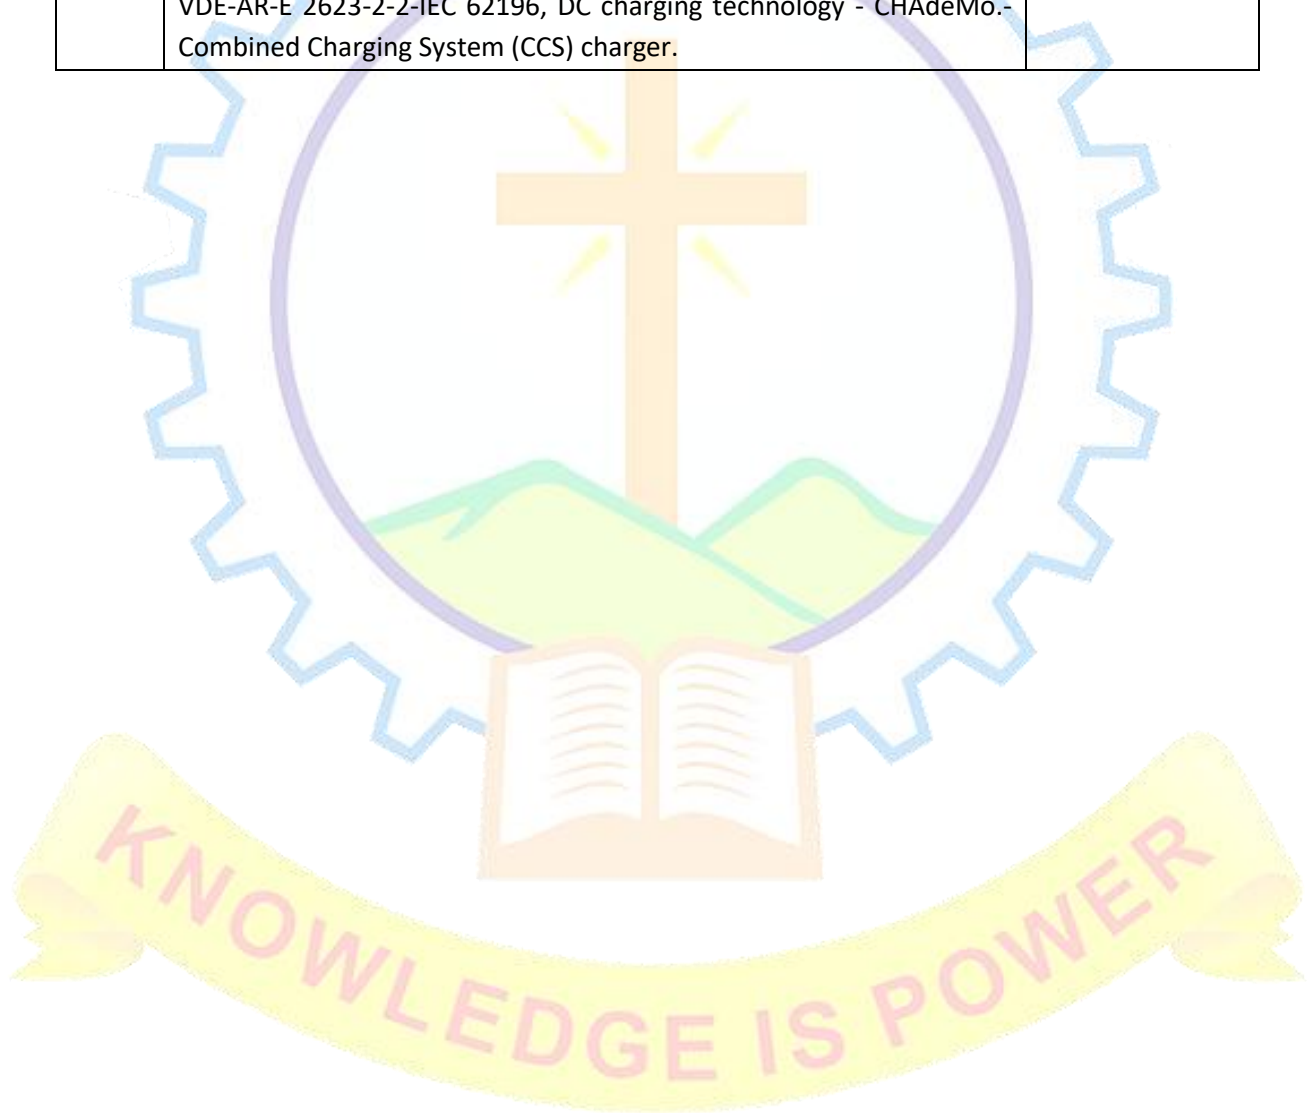 VDE-AR-E 2623-2-2-IEC 62196, DC charging technology - CHAdeMo.-
Combined Charging System (CCS) charger.
KNOWLEDGE IS POWER